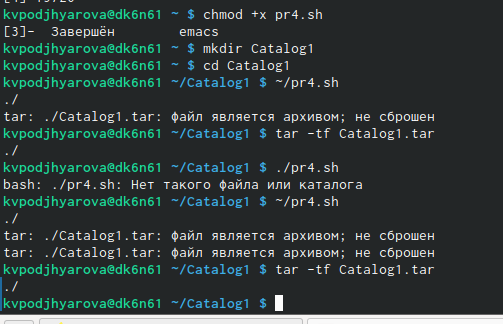 kvpodjhyarova@dk6n61 ~ $ chmod +x pr4.sh
[3]-  Завершён        emacs
kvpodjhyarova@dk6n61 ~ $ mkdir Catalog1
kvpodjhyarova@dk6n61 ~ $ cd Catalog1
kvpodjhyarova@dk6n61 ~/Catalog1 $ ~/pr4.sh
./
tar: ./Catalog1.tar: файл является архивом; не сброшен
kvpodjhyarova@dk6n61 ~/Catalog1 $ tar -tf Catalog1.tar
./
kvpodjhyarova@dk6n61 ~/Catalog1 $ ./pr4.sh
bash: ./pr4.sh: Нет такого файла или каталога
kvpodjhyarova@dk6n61 ~/Catalog1 $ ~/pr4.sh
./
tar: ./Catalog1.tar: файл является архивом; не сброшен
tar: ./Catalog1.tar: файл является архивом; не сброшен
kvpodjhyarova@dk6n61 ~/Catalog1 $ tar -tf Catalog1.tar
./
kvpodjhyarova@dk6n61 ~/Catalog1 $